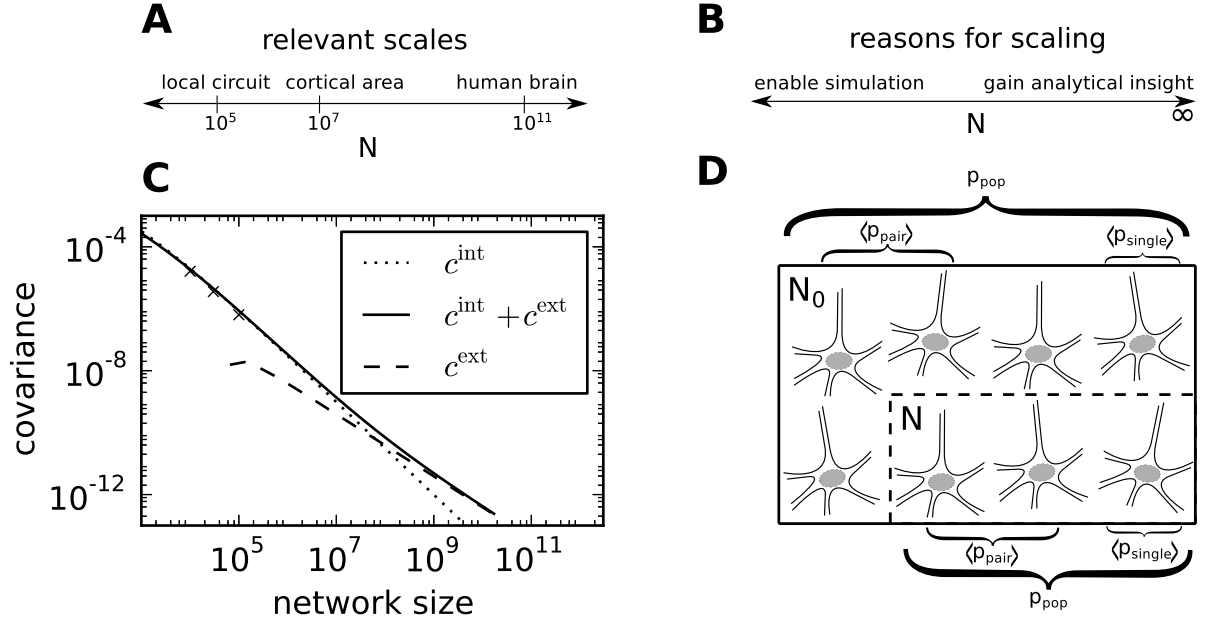 A
relevant scales
local circuit cortical area human brain
10^5 10^7 10^11
N
B
reasons for scaling
enable simulation gain analytical insight
N ∞
C
10^-4
10^-8
10^-12
covariance
c^int
c^int + c^ext
c^ext
10^5 10^7 10^9 10^11
network size
D
p_pop
⟨p_pair⟩ ⟨p_single⟩
N_0
N
⟨p_pair⟩ ⟨p_single⟩
p_pop